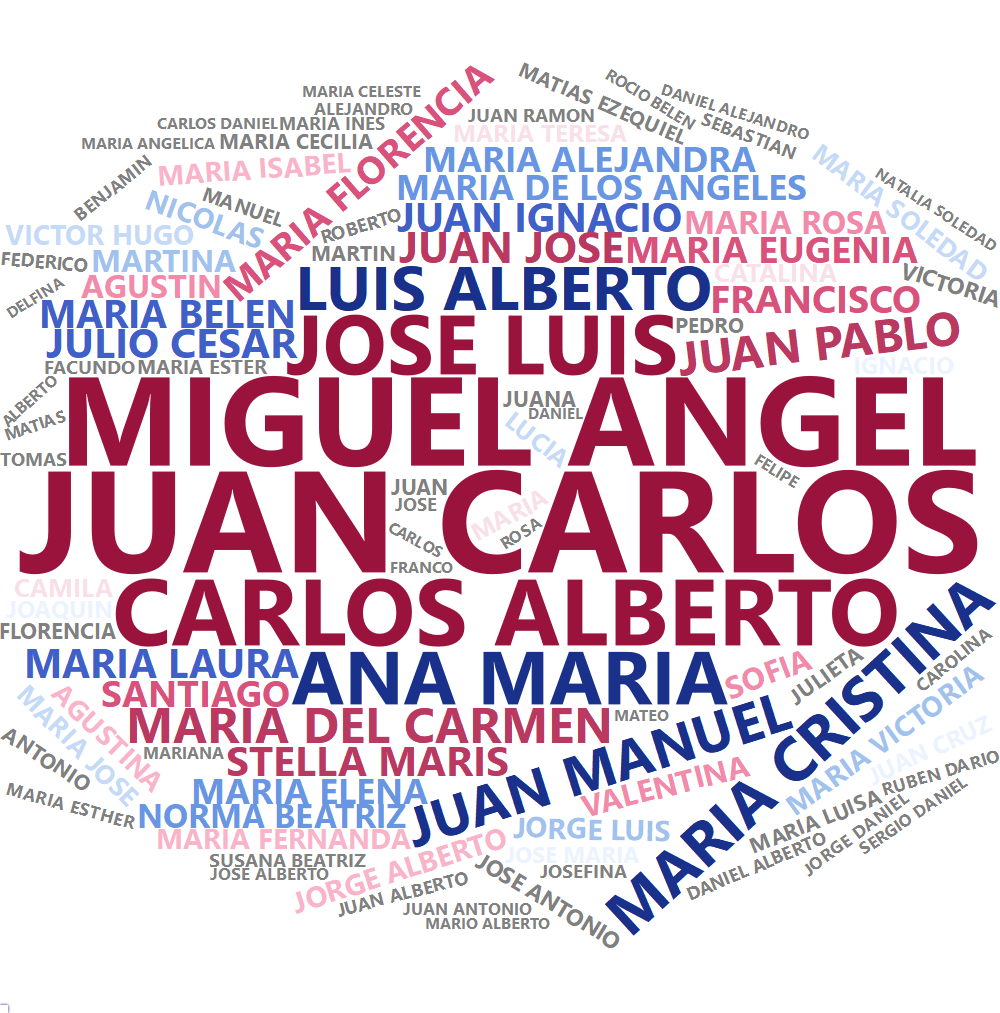 MARIA CELESTE
ALEJANDRO
CARLOS DANIEL
MARIA INES
MARIA ANGELICA
MARIA CECILIA
MARIA FLORENCIA
MATIAS EZEQUIEL
ROCIO BELEN
DANIEL ALEJANDRO
SEBASTIAN
JUAN RAMON
MARIA TERESA
BENJAMIN
MARIA ISABEL
MARIA ALEJANDRA
MARIA SOLEDAD
NATALIA SOLEDAD
MANUEL
NICOLAS
MARIA DE LOS ANGELES
VICTOR HUGO
ROBERTO
JUAN IGNACIO
MARIA ROSA
FEDERICO
MARTINA
MARTIN
JUAN JOSE
MARIA EUGENIA
DELFINA
AGUSTIN
LUIS ALBERTO
CATALINA
VICTORIA
MARIA BELEN
FRANCISCO
JULIO CESAR
JOSE LUIS
PEDRO
JUAN PABLO
FACUNDO
MARIA ESTER
IGNACIO
ALBERTO
MATIAS
MIGUEL ANGEL
JUANA
DANIEL
LUCIA
TOMAS
FELIPE
JUAN CARLOS
JUAN
JOSE
MARIA
ROSA
CARLOS
FRANCO
CAMILA
JOAQUIN
FLORENCIA
CARLOS ALBERTO
MARIA LAURA
ANA MARIA
SOFIA
JULIETA
CAROLINA
MARIA CRISTINA
SANTIAGO
AGUSTINA
MARIA JOSE
MARIA DEL CARMEN
MATEO
JUAN MANUEL
MARIA VICTORIA
JUAN CRUZ
ANTONIO
MARIANA
STELLA MARIS
VALENTINA
MARIA ESTHER
MARIA ELENA
NORMA BEATRIZ
JORGE LUIS
MARIA LUISA
RUBEN DARIO
JORGE DANIEL
SERGIO DANIEL
DANIEL ALBERTO
MARIA FERNANDA
JORGE ALBERTO
JOSE MARIA
SUSANA BEATRIZ
JOSE ALBERTO
JOSEFINA
JOSE ANTONIO
JUAN ALBERTO
JUAN ANTONIO
MARIO ALBERTO